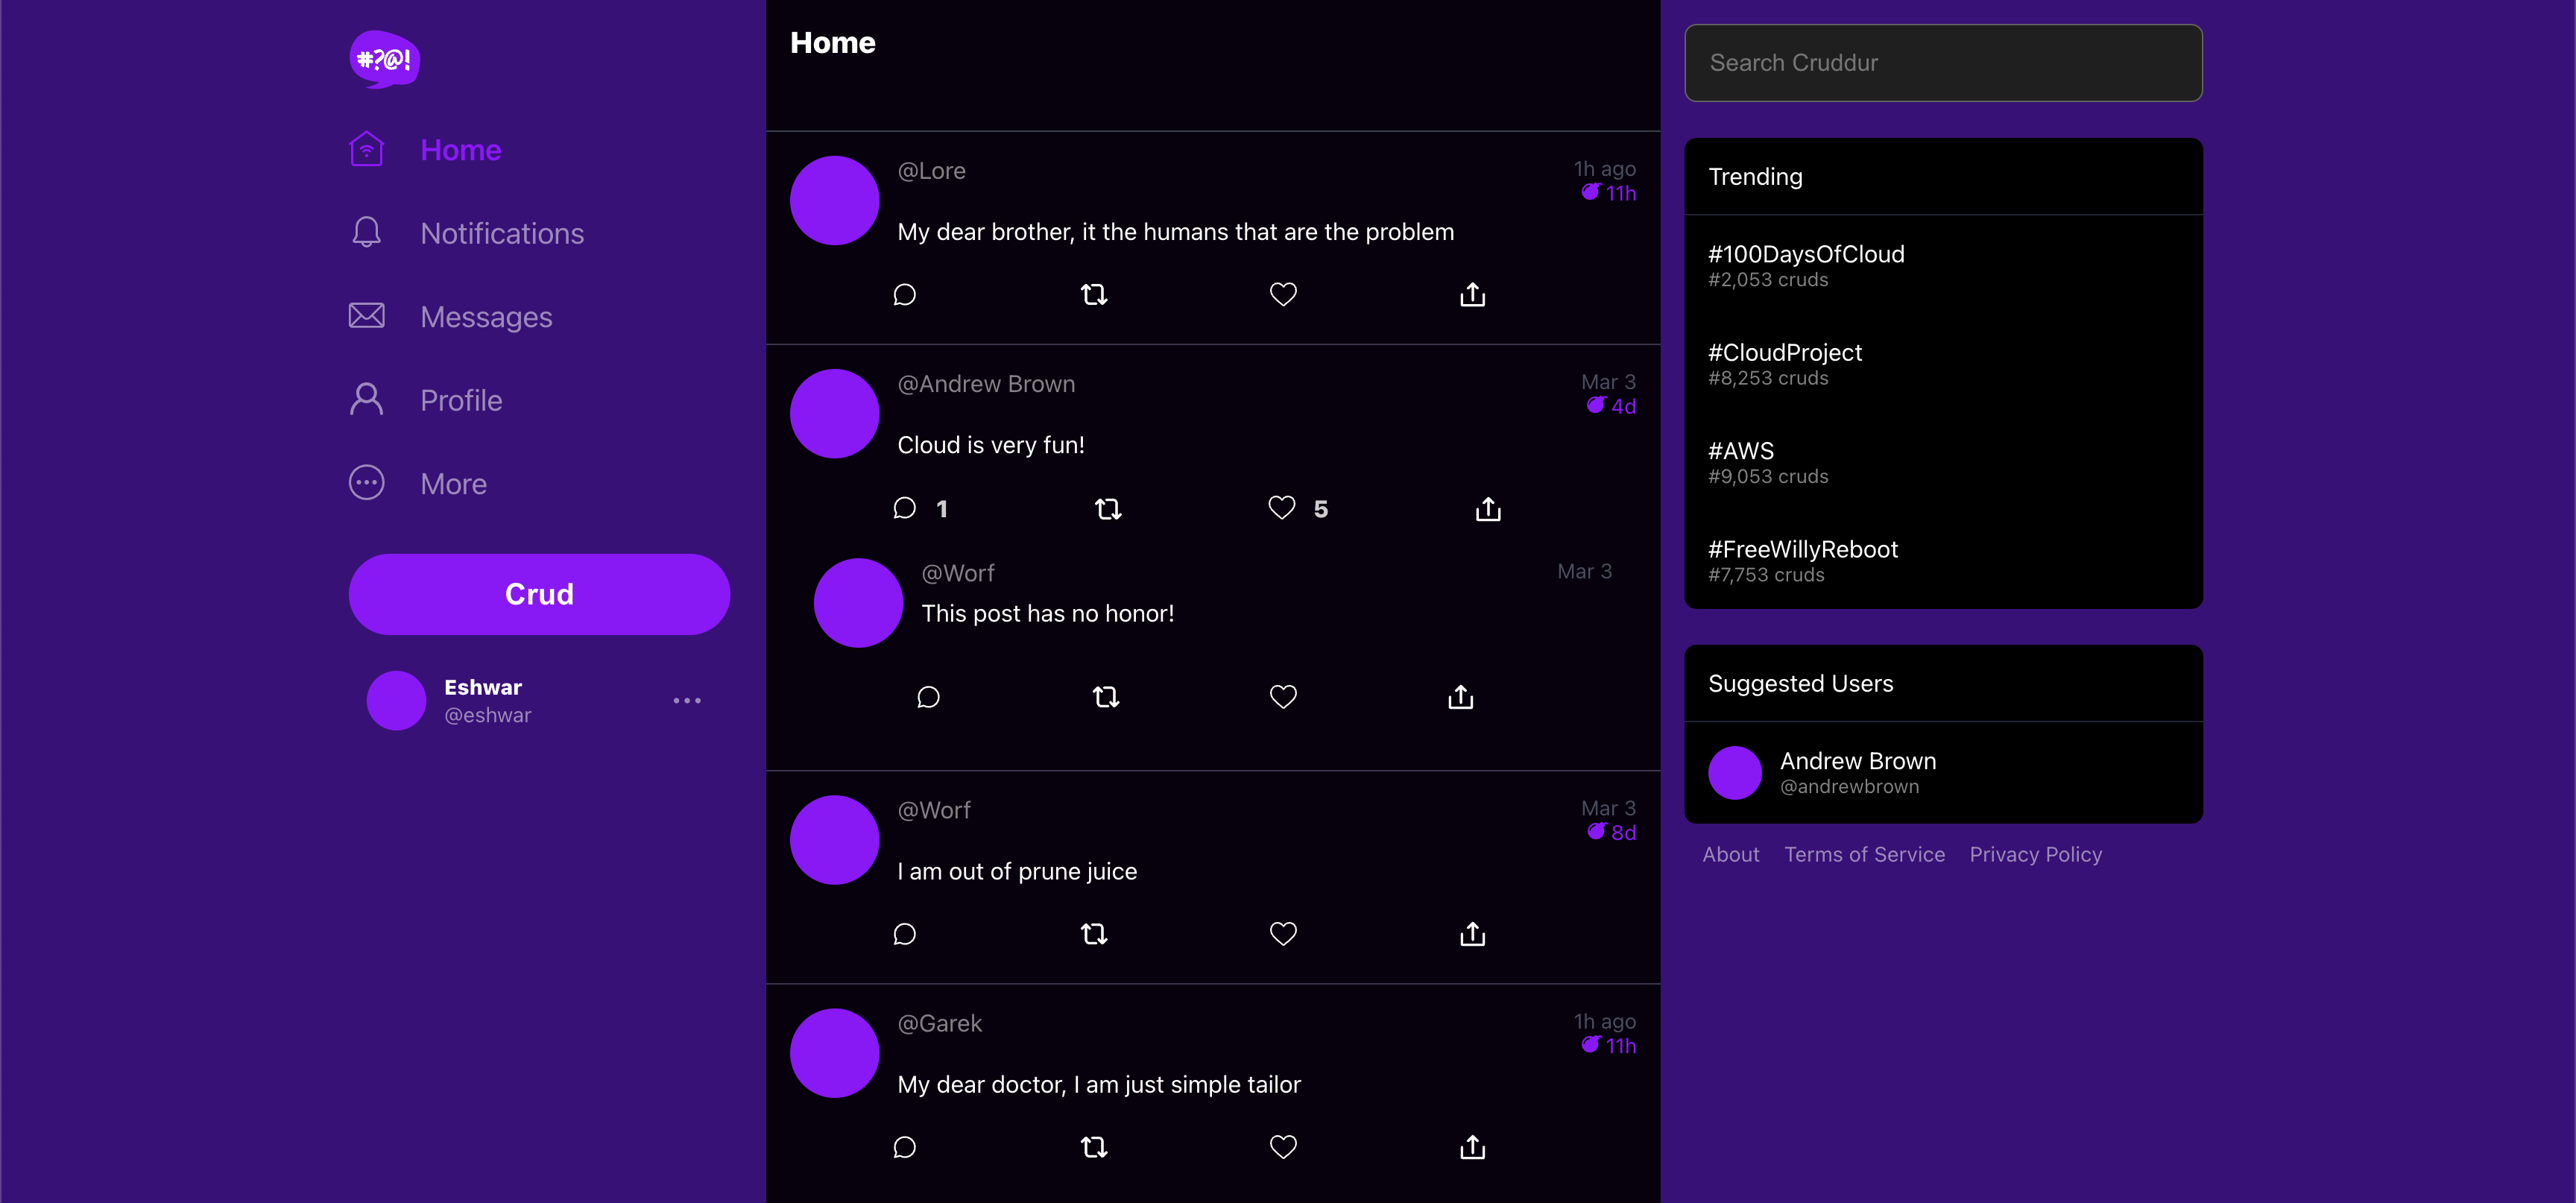 #?@!
Home
Notifications
Messages
Profile
More
Crud
Eshwar
@eshwar
Home
@Lore
1h ago
11h
My dear brother, it the humans that are the problem
@Andrew Brown
Mar 3
4d
Cloud is very fun!
1
5
@Worf
Mar 3
This post has no honor!
@Worf
Mar 3
8d
I am out of prune juice
@Garek
1h ago
11h
My dear doctor, I am just simple tailor
Search Cruddur
Trending
#100DaysOfCloud
#2,053 cruds
#CloudProject
#8,253 cruds
#AWS
#9,053 cruds
#FreeWillyReboot
#7,753 cruds
Suggested Users
Andrew Brown
@andrewbrown
About Terms of Service Privacy Policy